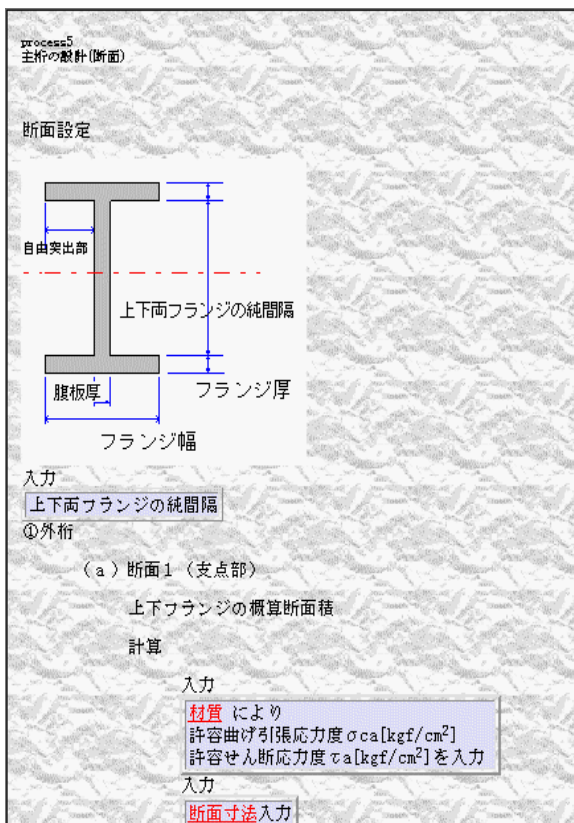 process5
主桁の設計(断面)
断面設定
自由突出部
上下両フランジの純間隔
腹板厚
フランジ厚
フランジ幅
入力
上下両フランジの純間隔
①外桁
（a）断面1（支点部）
上下フランジの概算断面積
計算
入力
材質 により
許容曲げ引張応力度σca[kgf/cm²]
許容せん断応力度τa[kgf/cm²]を入力
入力
断面寸法入力